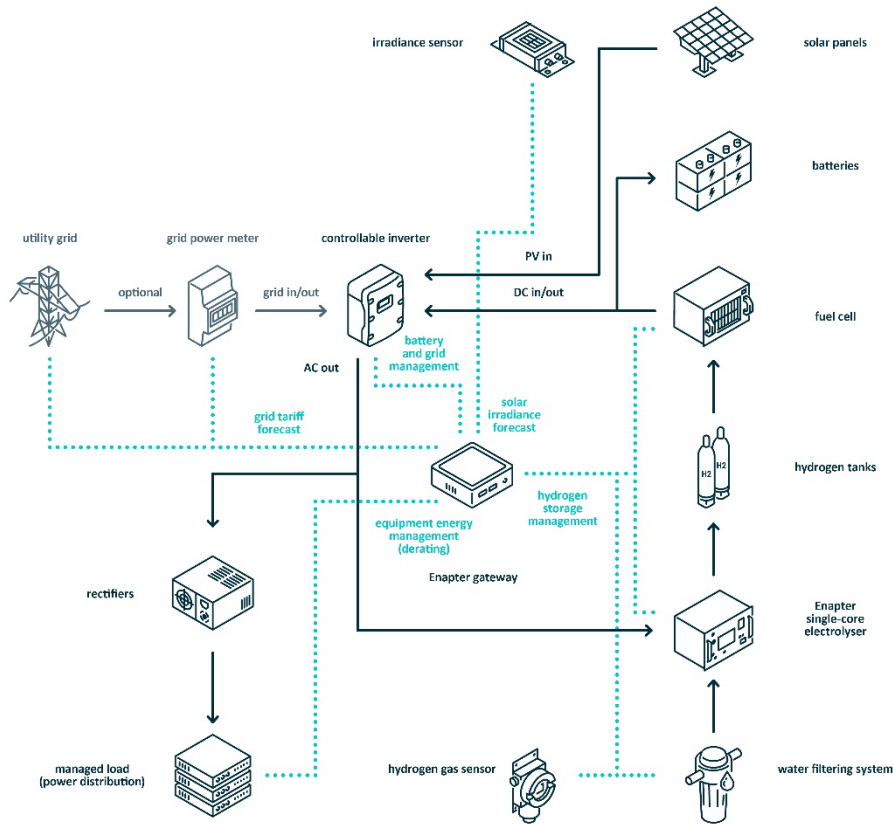 irradiance sensor
solar panels
batteries
utility grid
grid power meter
controllable inverter
PV in
optional
grid in/out
DC in/out
fuel cell
AC out
battery
and grid
management
grid tariff
forecast
solar
irradiance
forecast
H2
H2
hydrogen tanks
equipment energy
management
(derating)
hydrogen
storage
management
Enapter gateway
rectifiers
Enapter
single-core
electrolyser
managed load
(power distribution)
hydrogen gas sensor
water filtering system